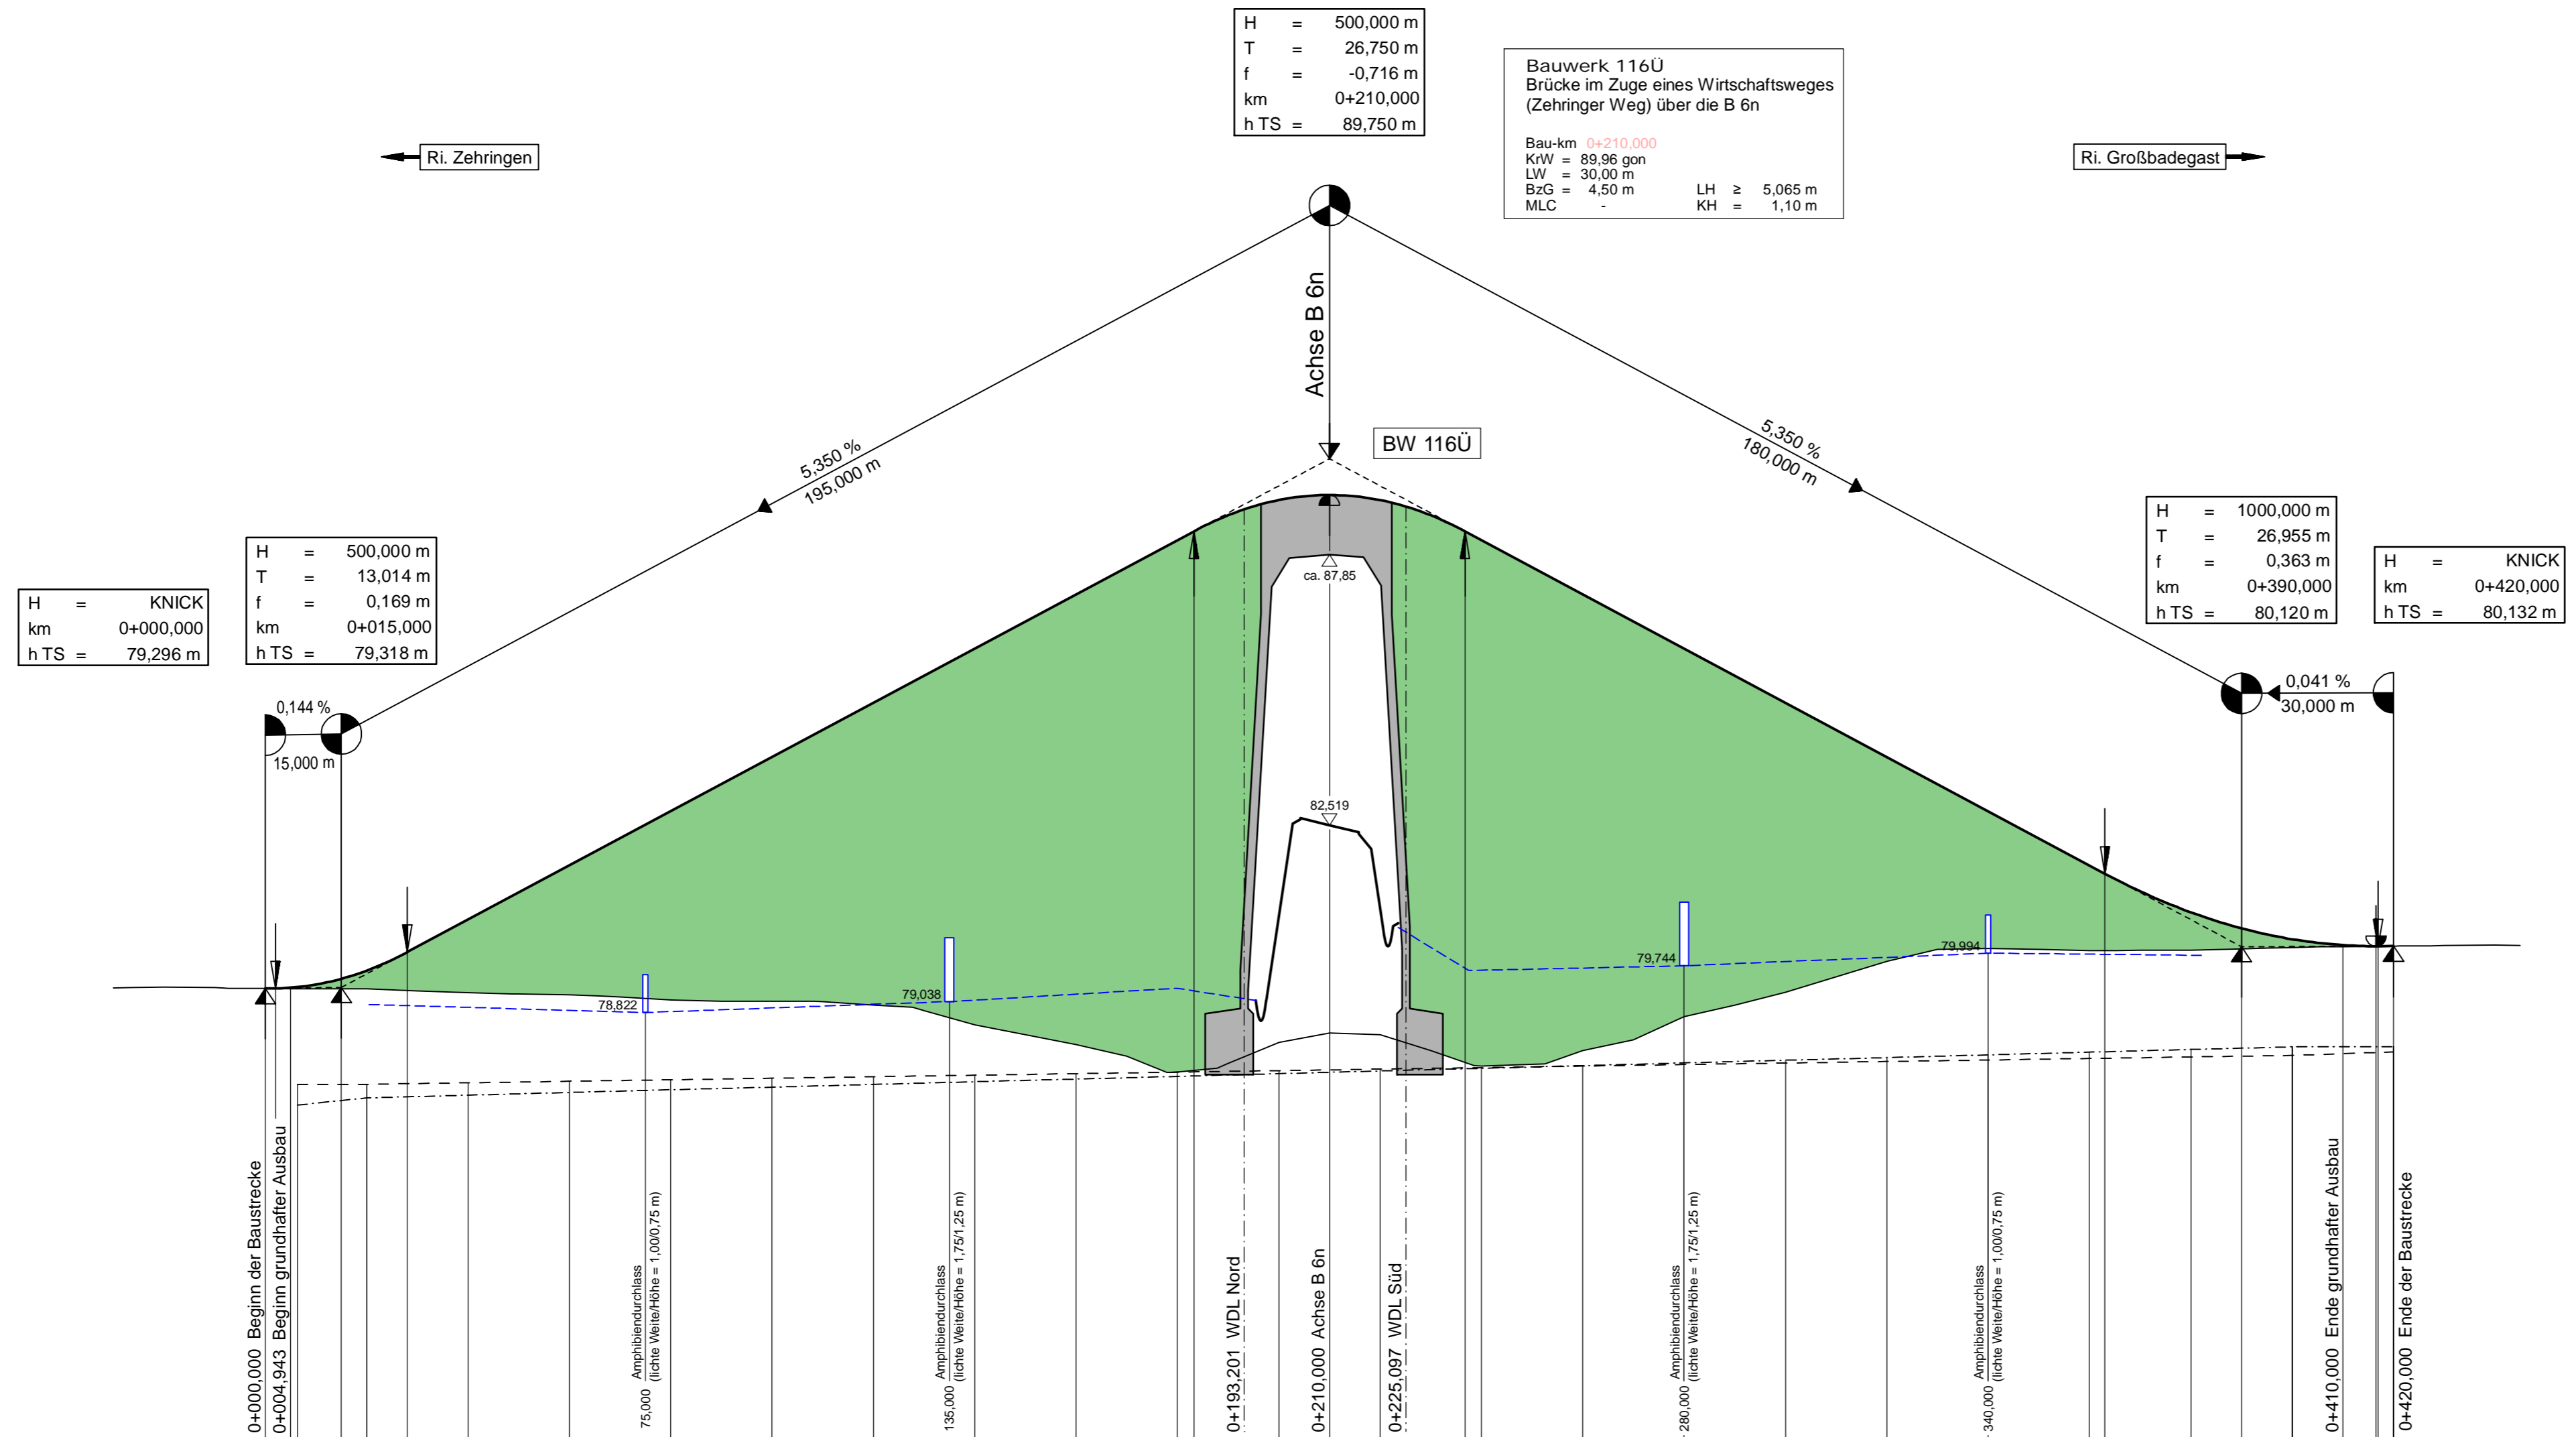 H = 500,000 m
T = 26,750 m
f = -0,716 m
km 0+210,000
h TS = 89,750 m
Bauwerk 116Ü
Brücke im Zuge eines Wirtschaftsweges
(Zehringer Weg) über die B 6n
Bau-km 0+210,000
KrW = 89,96 gon
LW = 30,00 m
BzG = 4,50 m LH ≥ 5,065 m
MLC - KH = 1,10 m
Ri. Zehringen
Ri. Großbadegast
Achse B 6n
BW 116Ü
5,350 %
195,000 m
5,350 %
180,000 m
H = KNICK
km 0+000,000
h TS = 79,296 m
H = 500,000 m
T = 13,014 m
f = 0,169 m
km 0+015,000
h TS = 79,318 m
H = 1000,000 m
T = 26,955 m
f = 0,363 m
km 0+390,000
h TS = 80,120 m
H = KNICK
km 0+420,000
h TS = 80,132 m
ca. 87,85
0,144 %
15,000 m
0,041 %
30,000 m
82,519
78,822
79,038
79,744
79,994
0+000,000 Beginn der Baustrecke
0+004,943 Beginn grundhafter Ausbau
75,000
Amphibiendurchlass
(lichte Weite/Höhe = 1,00/0,75 m)
135,000
Amphibiendurchlass
(lichte Weite/Höhe = 1,75/1,25 m)
0+193,201 WDL Nord
0+210,000 Achse B 6n
0+225,097 WDL Süd
280,000
Amphibiendurchlass
(lichte Weite/Höhe = 1,75/1,25 m)
340,000
Amphibiendurchlass
(lichte Weite/Höhe = 1,00/0,75 m)
0+410,000 Ende grundhafter Ausbau
0+420,000 Ende der Baustrecke